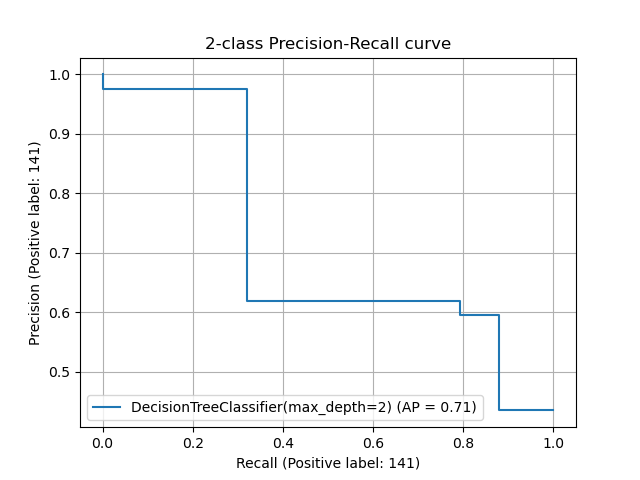 2-class Precision-Recall curve
1.0
0.9
0.8
0.7
0.6
0.5
Precision (Positive label: 141)
DecisionTreeClassifier(max_depth=2) (AP = 0.71)
0.0 0.2 0.4 0.6 0.8 1.0
Recall (Positive label: 141)